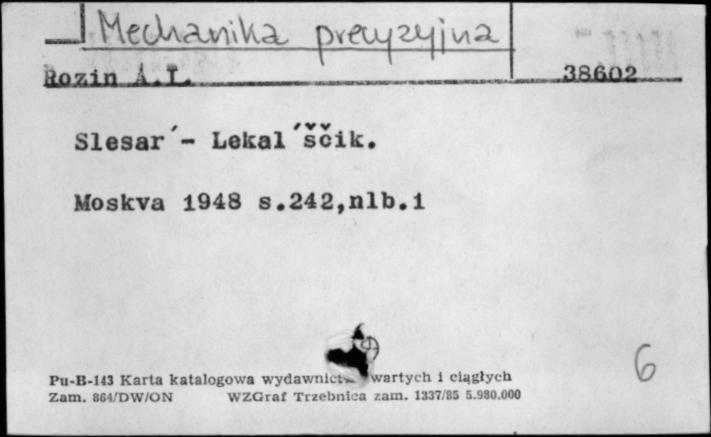 Mechanika precyzyjna
Rozin A.I. 38602
Slesar´- Lekal´ščik.
Moskva 1948 s.242,nlb.1
6
Pu-B-143 Karta katalogowa wydawnictw zwartych i ciągłych
Zam. 864/DW/ON WZGraf Trzebnica zam. 1337/85 5.980.000